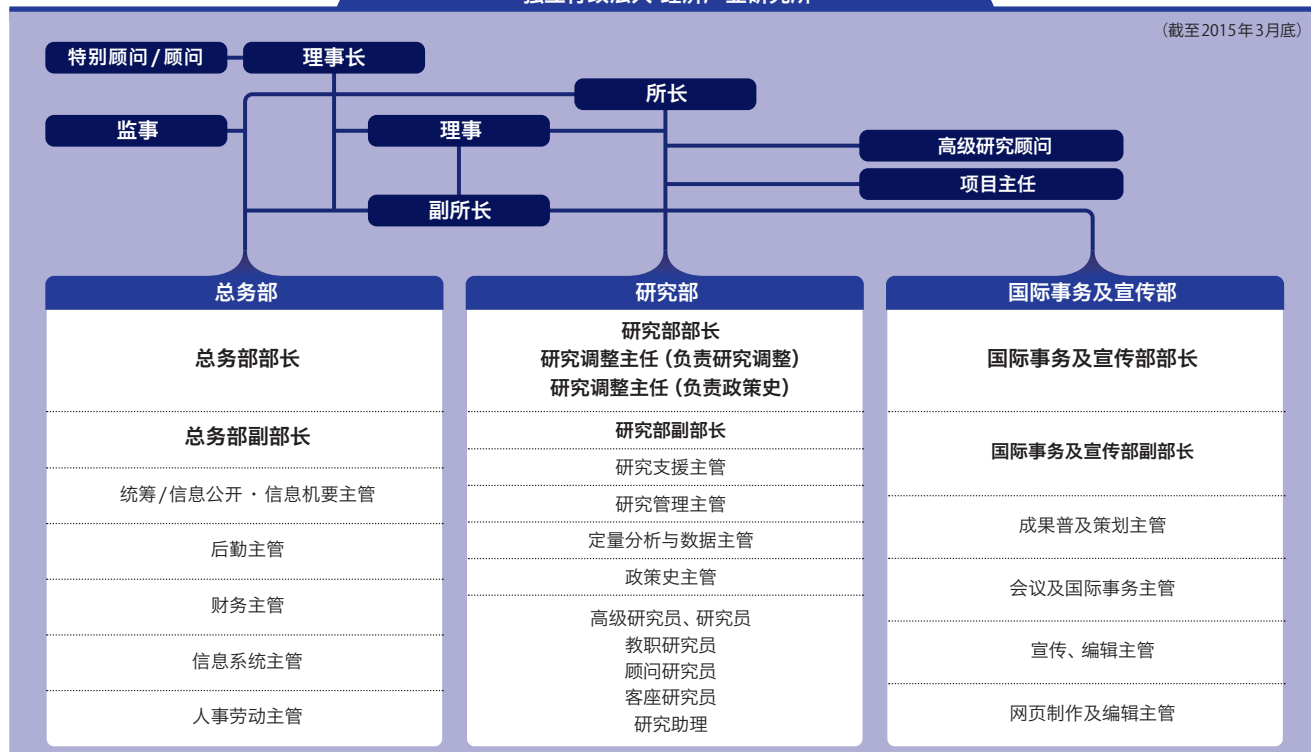 (截至2015年3月底)
特别顾问/顾问
理事长
所长
监事
理事
高级研究顾问
项目主任
副所长
总务部
总务部部长
总务部副部长
统筹/信息公开・信息机要主管
后勤主管
财务主管
信息系统主管
人事劳动主管
研究部
研究部部长
研究调整主任(负责研究调整)
研究调整主任(负责政策史)
研究部副部长
研究支援主管
研究管理主管
定量分析与数据主管
政策史主管
高级研究员、研究员
教职研究员
顾问研究员
客座研究员
研究助理
国际事务及宣传部
国际事务及宣传部部长
国际事务及宣传部副部长
成果普及策划主管
会议及国际事务主管
宣传、编辑主管
网页制作及编辑主管